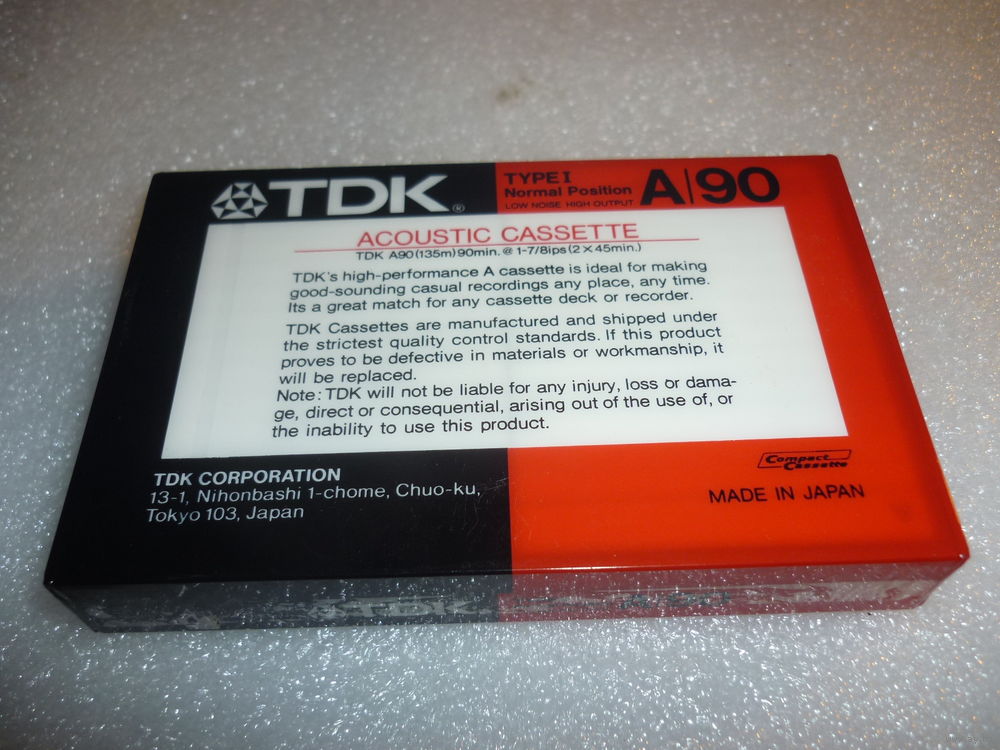 TDK®
TYPE I
Normal Position
LOW NOISE HIGH OUTPUT
A|90
ACOUSTIC CASSETTE
TDK A90(135m)90min. @ 1-7/8ips(2×45min.)
TDK's high-performance A cassette is ideal for making
good-sounding casual recordings any place, any time.
Its a great match for any cassette deck or recorder.
TDK Cassettes are manufactured and shipped under
the strictest quality control standards. If this product
proves to be defective in materials or workmanship, it
will be replaced.
Note: TDK will not be liable for any injury, loss or dama-
ge, direct or consequential, arising out of the use of, or
the inability to use this product.
TDK CORPORATION
13-1, Nihonbashi 1-chome, Chuo-ku,
Tokyo 103, Japan
Compact
Cassette
MADE IN JAPAN
TDK